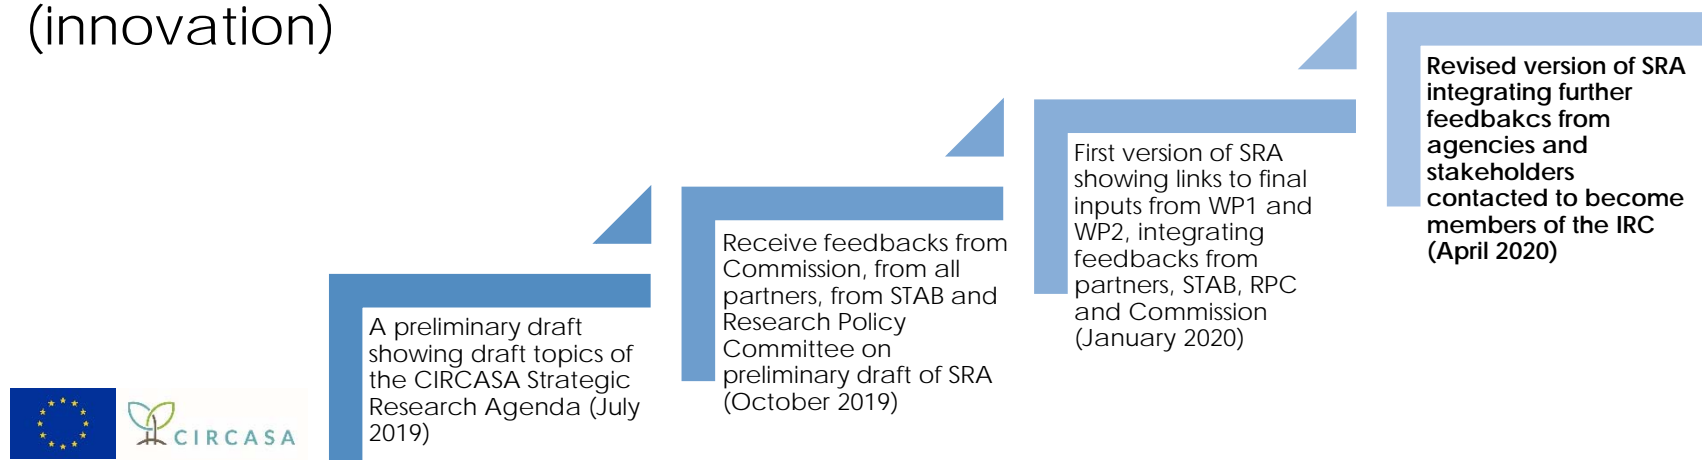 (innovation)
A preliminary draft
showing draft topics of
the CIRCASA Strategic
Research Agenda (July
2019)
Receive feedbacks from
Commission, from all
partners, from STAB and
Research Policy
Committee on
preliminary draft of SRA
(October 2019)
First version of SRA
showing links to final
inputs from WP1 and
WP2, integrating
feedbacks from
partners, STAB, RPC
and Commission
(January 2020)
Revised version of SRA
integrating further
feedbakcs from
agencies and
stakeholders
contacted to become
members of the IRC
(April 2020)
CIRCASA